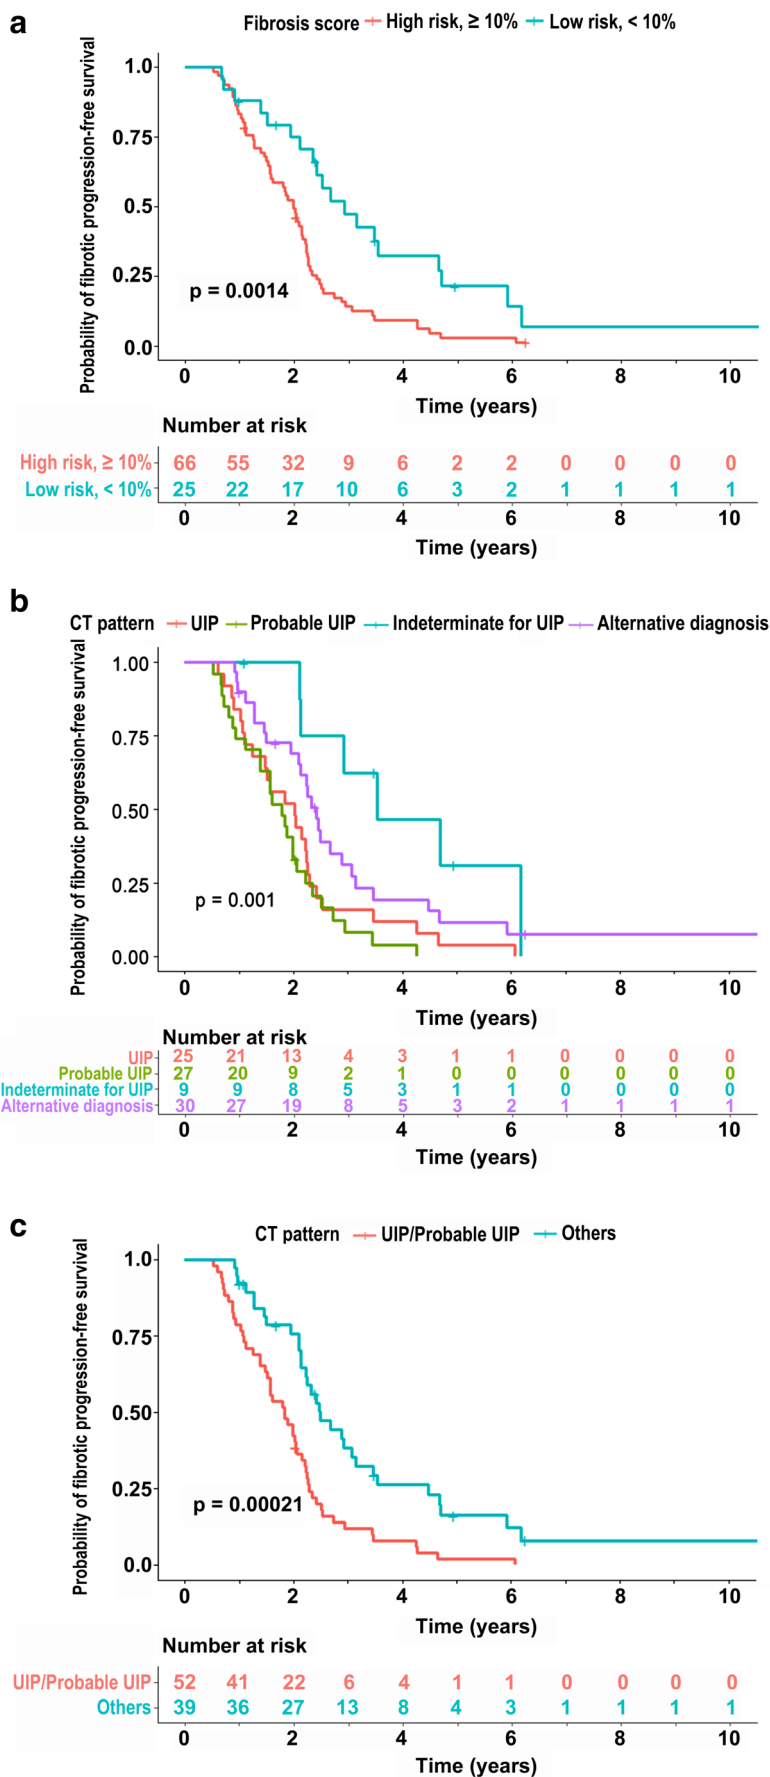 a
Fibrosis score High risk, ≥ 10% Low risk, < 10%
Probability of fibrotic progression-free survival
1.0
0.75
0.5
0.25
0.0
p = 0.0014
0 2 4 6 8 10
Time (years)
Number at risk
High risk, ≥ 10% 66 55 32 9 6 2 2 0 0 0 0
Low risk, < 10% 25 22 17 10 6 3 2 1 1 1 1
0 2 4 6 8 10
Time (years)
b
CT pattern UIP Probable UIP Indeterminate for UIP Alternative diagnosis
Probability of fibrotic progression-free survival
1.00
0.75
0.50
0.25
0.00
p = 0.001
0 2 4 6 8 10
Time (years)
Number at risk
UIP 25 21 13 4 3 1 1 0 0 0 0
Probable UIP 27 20 9 2 1 0 0 0 0 0 0
Indeterminate for UIP 9 9 8 5 3 1 1 0 0 0 0
Alternative diagnosis 30 27 19 8 5 3 2 1 1 1 1
0 2 4 6 8 10
Time (years)
c
CT pattern UIP/Probable UIP Others
Probability of fibrotic progression-free survival
1.0
0.75
0.50
0.25
0.0
p = 0.00021
0 2 4 6 8 10
Time (years)
Number at risk
UIP/Probable UIP 52 41 22 6 4 1 1 0 0 0 0
Others 39 36 27 13 8 4 3 1 1 1 1
0 2 4 6 8 10
Time (years)